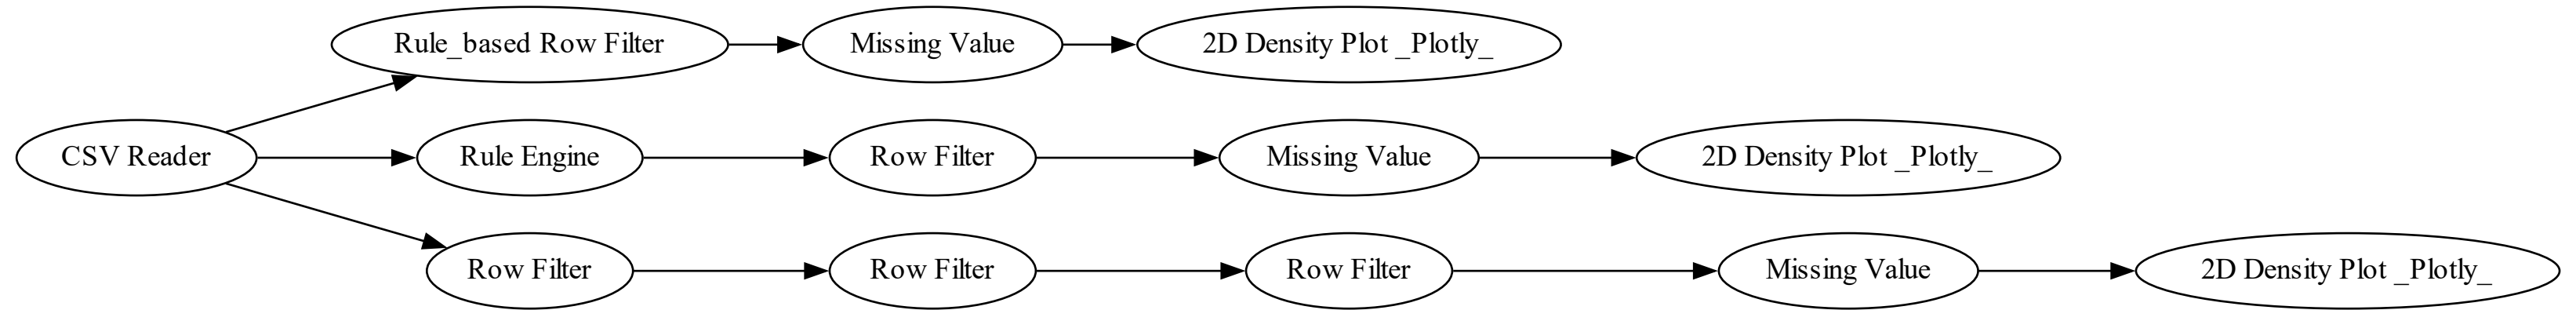 Rule_based Row Filter
Missing Value
2D Density Plot _Plotly_
CSV Reader
Rule Engine
Row Filter
Missing Value
2D Density Plot _Plotly_
Row Filter
Row Filter
Row Filter
Missing Value
2D Density Plot _Plotly_